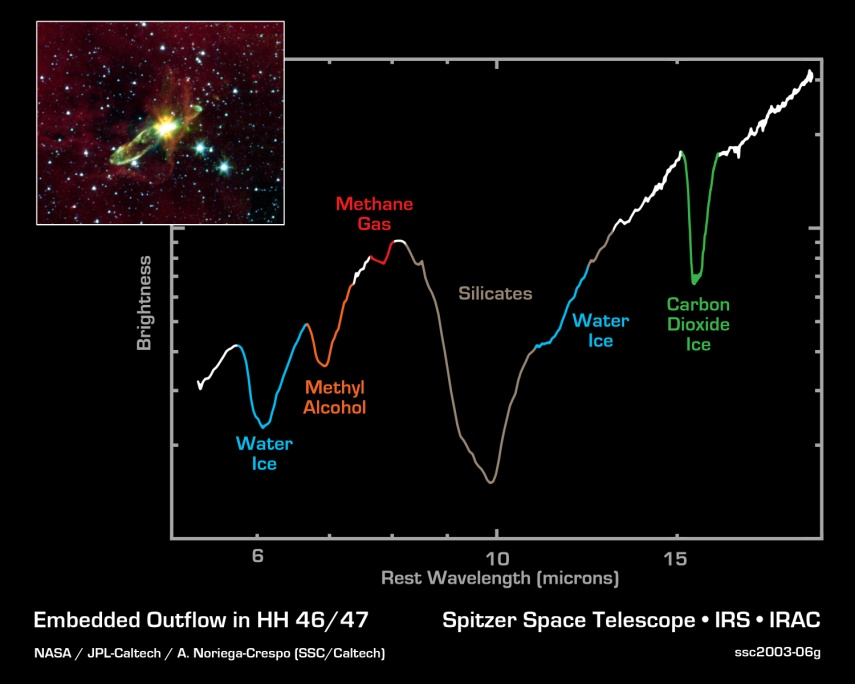 Methane
Gas
Silicates
Water
Ice
Carbon
Dioxide
Ice
Methyl
Alcohol
Water
Ice
Brightness
6
10
15
Rest Wavelength (microns)
Embedded Outflow in HH 46/47
Spitzer Space Telescope • IRS • IRAC
NASA / JPL-Caltech / A. Noriega-Crespo (SSC/Caltech)
ssc2003-06g